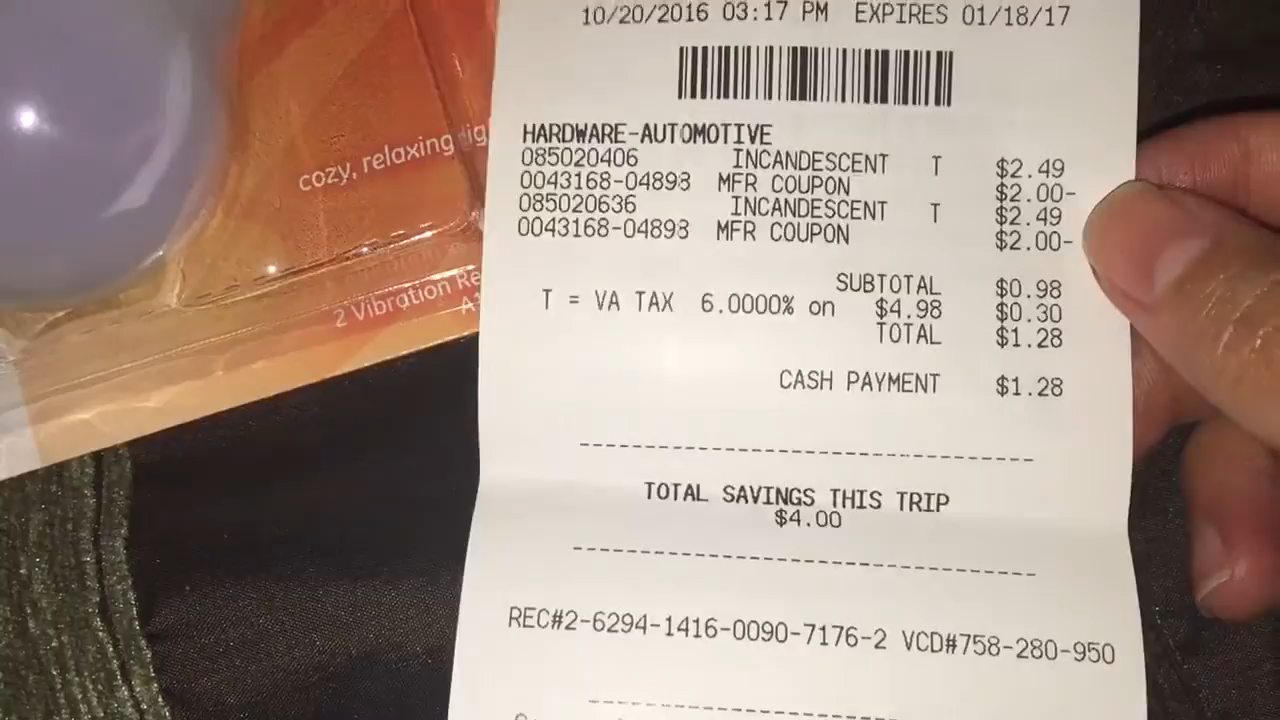 10/20/2016 03:17 PM EXPIRES 01/18/17
HARDWARE-AUTOMOTIVE
085020406 INCANDESCENT T $2.49
0043168-04898 MFR COUPON $2.00-
085020636 INCANDESCENT T $2.49
0043168-04898 MFR COUPON $2.00-
SUBTOTAL $0.98
T = VA TAX 6.0000% on $4.98 $0.30
TOTAL $1.28
CASH PAYMENT $1.28
TOTAL SAVINGS THIS TRIP
$4.00
REC#2-6294-1416-0090-7176-2 VCD#758-280-950
cozy, relaxing
2 Vibration